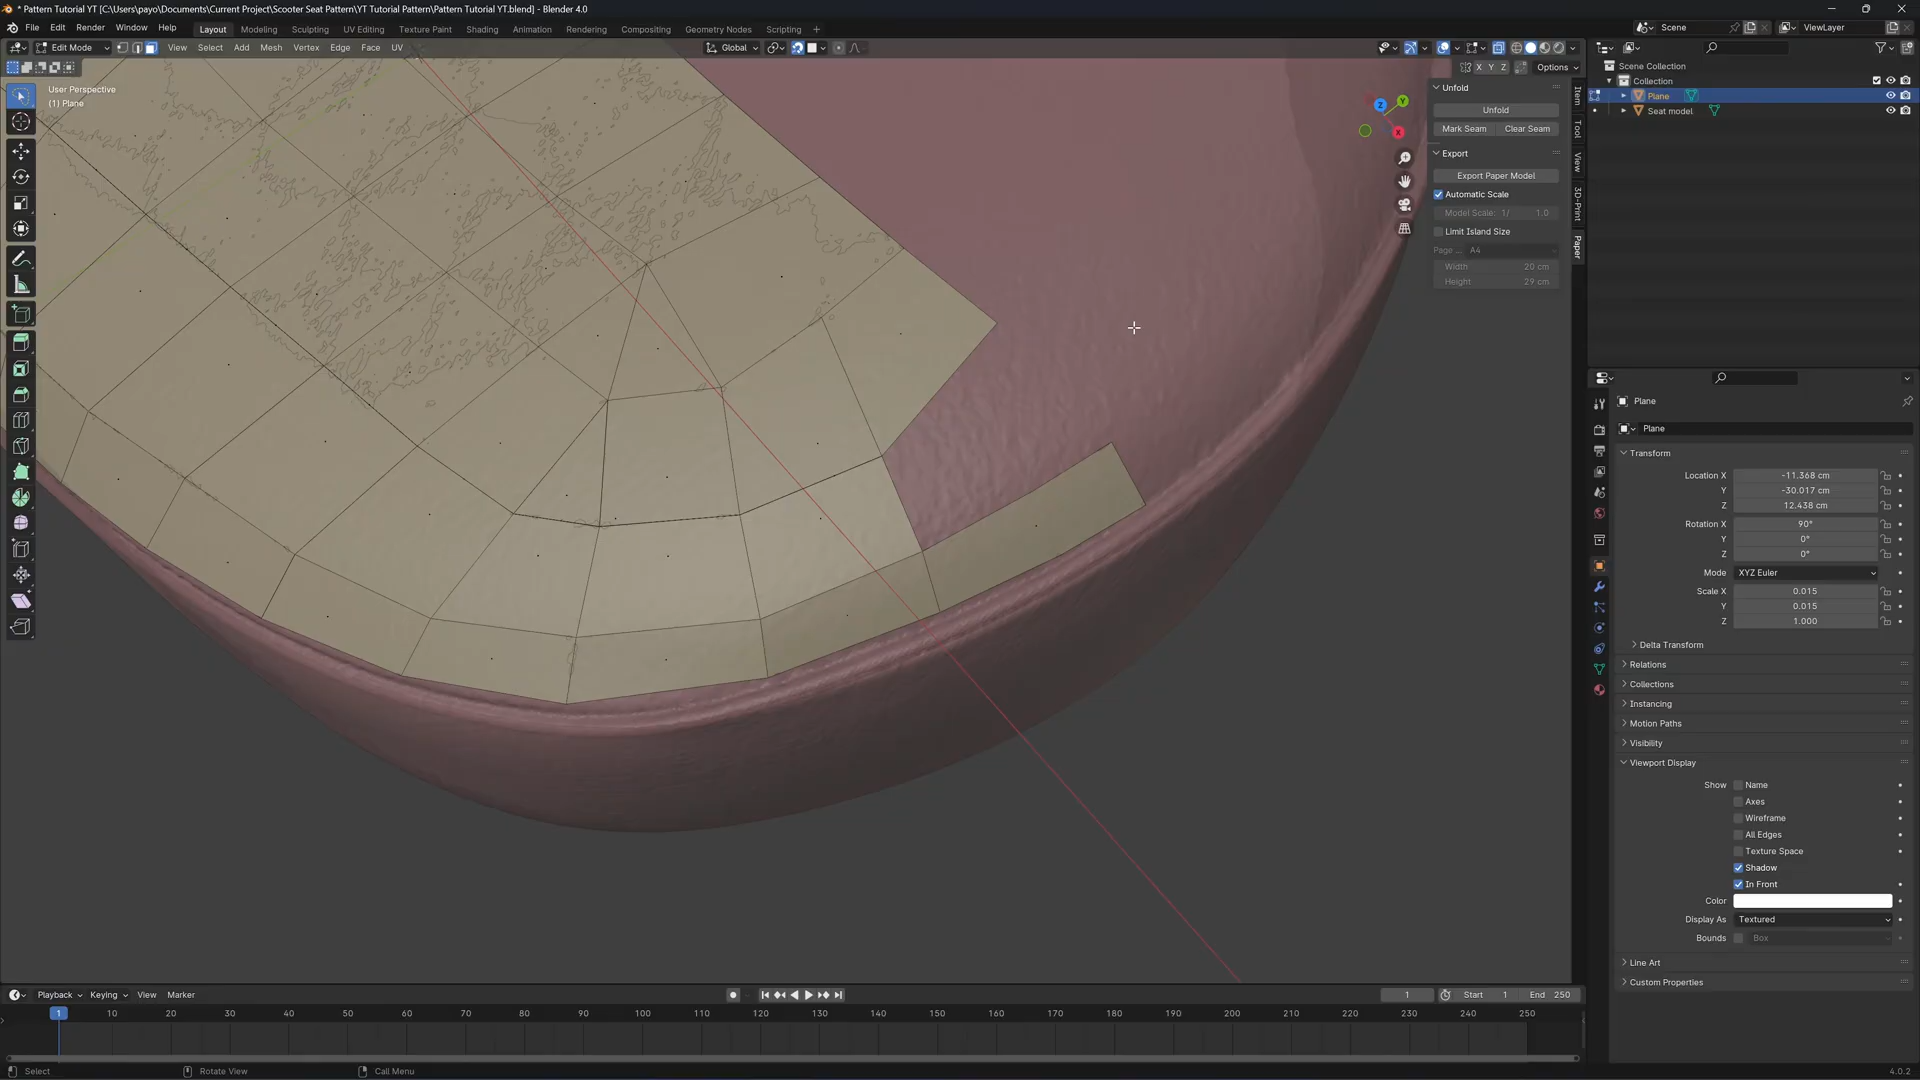 * Pattern Tutorial YT [C:\Users\payo\Documents\Current Project\Scooter Seat Pattern\YT Tutorial Pattern\Pattern Tutorial YT.blend] - Blender 4.0
File Edit Render Window Help Layout Modeling Sculpting UV Editing Texture Paint Shading Animation Rendering Compositing Geometry Nodes Scripting + Scene ViewLayer
Edit Mode View Select Add Mesh Vertex Edge Face UV Global
X Y Z Options
User Perspective
(1) Plane
Z Y X
Unfold
Unfold
Mark Seam Clear Seam
Export
Export Paper Model
Automatic Scale
Model Scale: 1/ 1.0
Limit Island Size
Page ... A4
Width 20 cm
Height 29 cm
Item
Tool
View
3D-Print
Paper
Scene Collection
Collection
Plane
Seat model
Plane
Plane
Transform
Location X -11.368 cm
Y -30.017 cm
Z 12.438 cm
Rotation X 90°
Y 0°
Z 0°
Mode XYZ Euler
Scale X 0.015
Y 0.015
Z 1.000
Delta Transform
Relations
Collections
Instancing
Motion Paths
Visibility
Viewport Display
Show Name
Axes
Wireframe
All Edges
Texture Space
Shadow
In Front
Color
Display As Textured
Bounds Box
Line Art
Custom Properties
Playback Keying View Marker 1 Start 1 End 250
1 10 20 30 40 50 60 70 80 90 100 110 120 130 140 150 160 170 180 190 200 210 220 230 240 250
Select Rotate View Call Menu 4.0.2